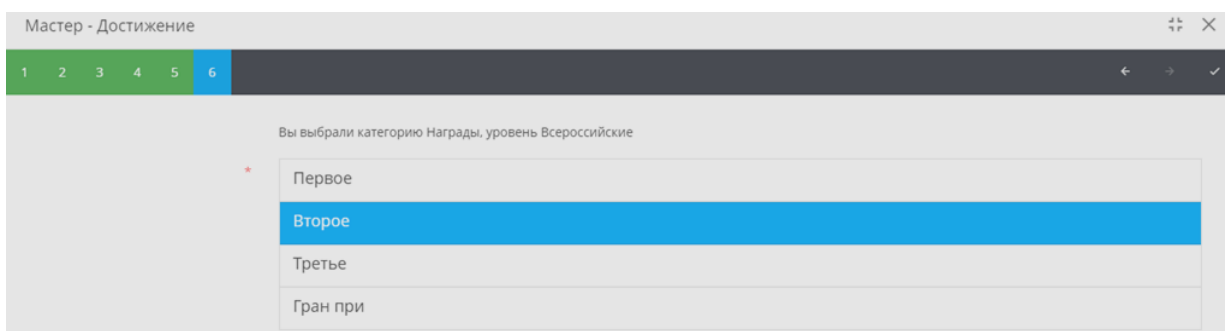 Мастер - Достижение
1 2 3 4 5 6
Вы выбрали категорию Награды, уровень Всероссийские
*
Первое
Второе
Третье
Гран при